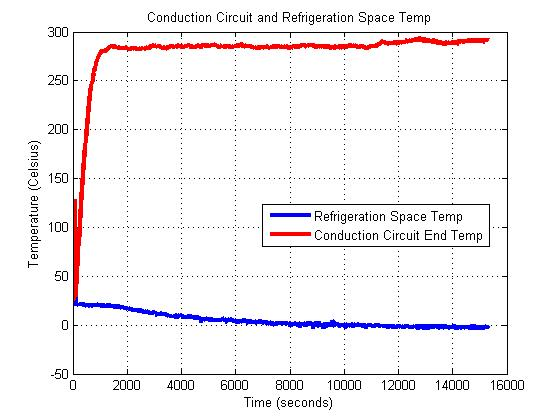 Conduction Circuit and Refrigeration Space Temp
300
250
200
150
100
50
0
-50
Temperature (Celsius)
Refrigeration Space Temp
Conduction Circuit End Temp
0 2000 4000 6000 8000 10000 12000 14000 16000
Time (seconds)